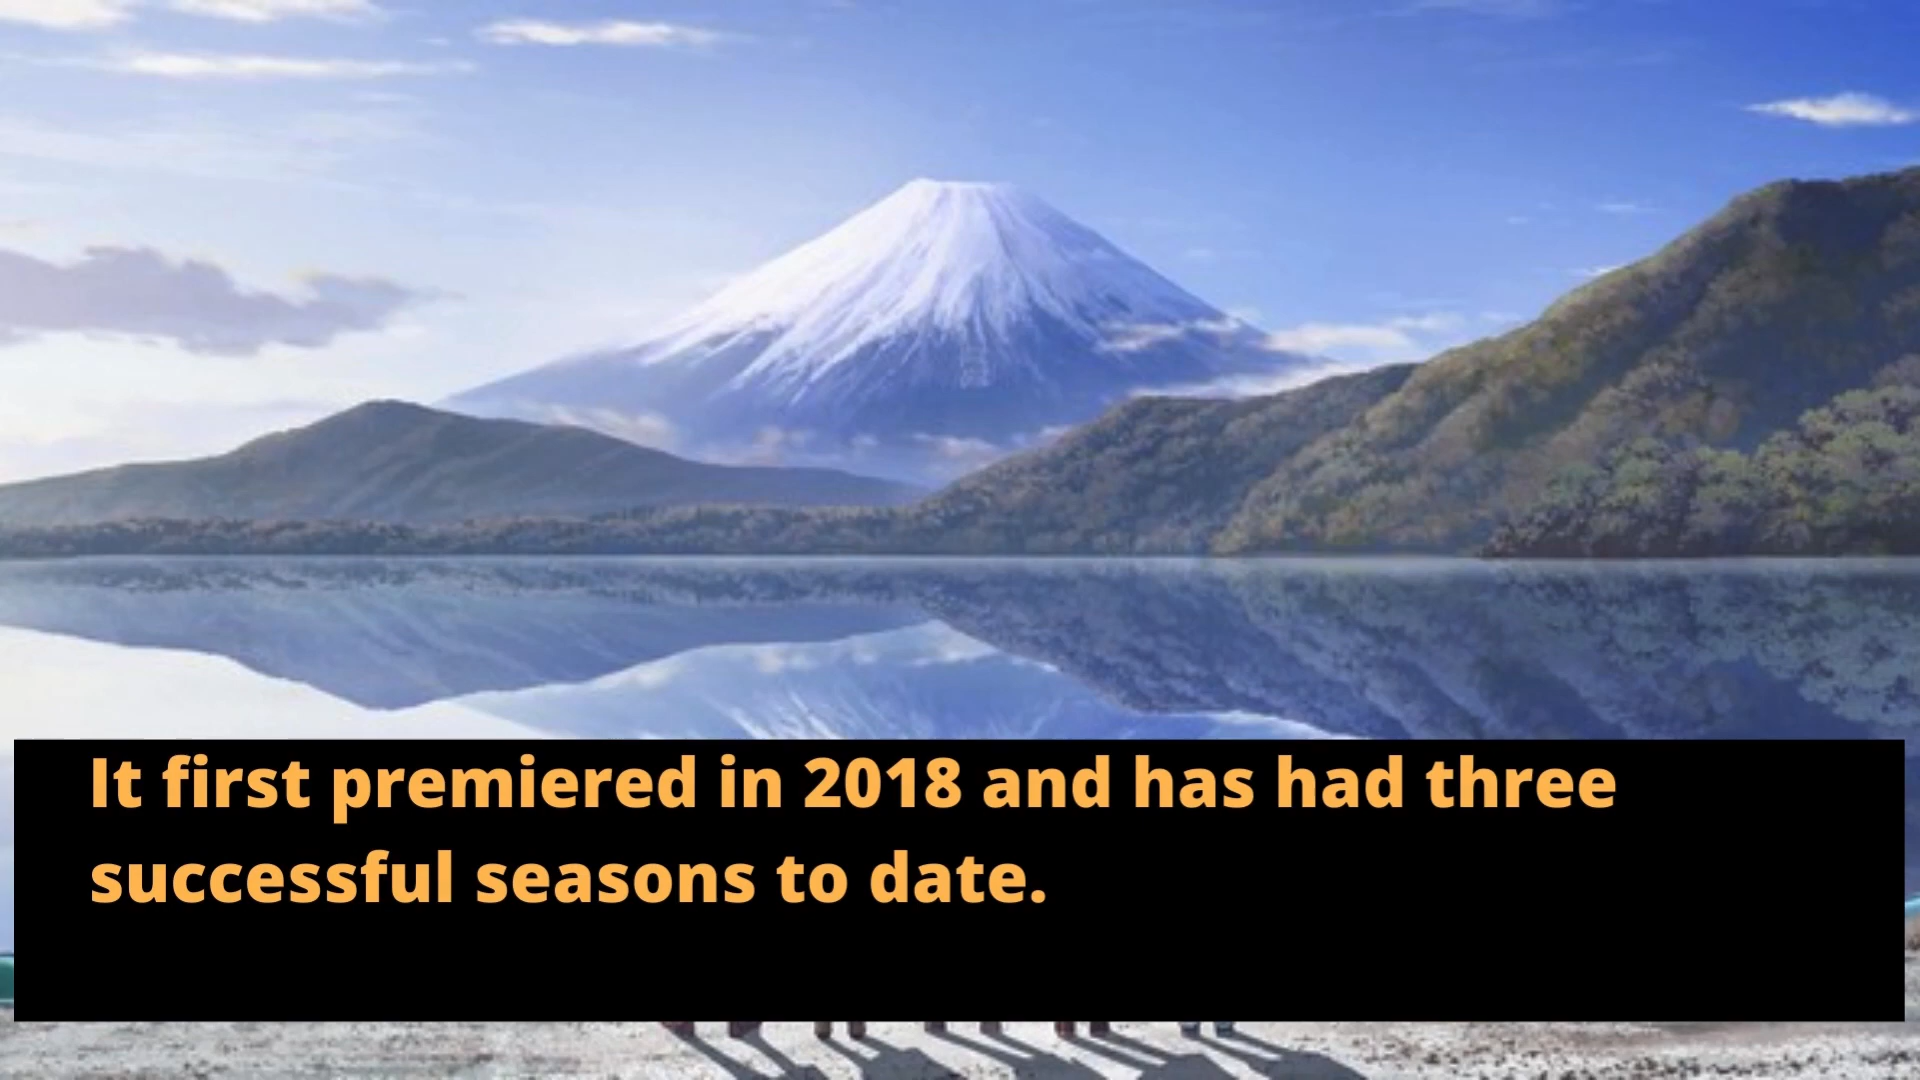 It first premiered in 2018 and has had three
successful seasons to date.